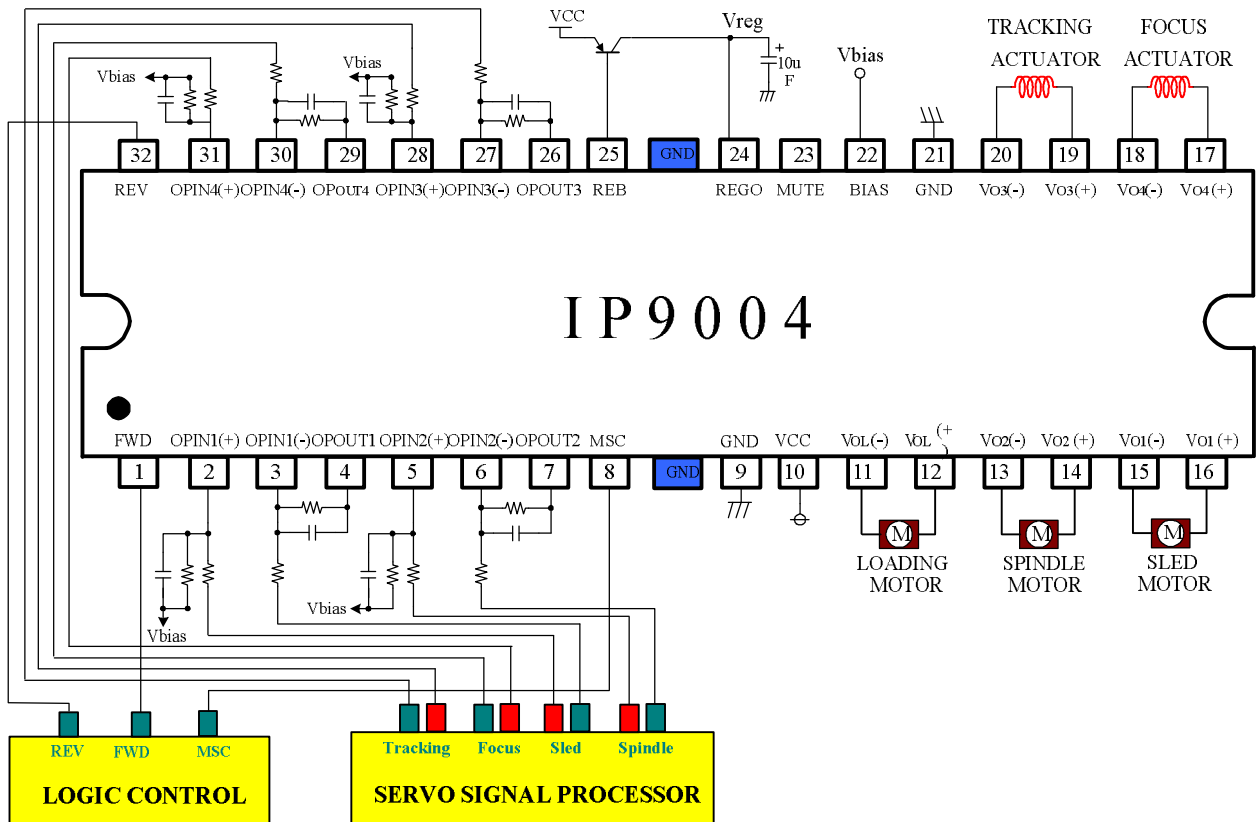 VCC
Vreg
+
10u
F
Vbias
TRACKING
ACTUATOR
FOCUS
ACTUATOR
Vbias
Vbias
32 31 30 29 28 27 26 25 GND 24 23 22 21 20 19 18 17
REV OPIN4(+) OPIN4(-) OPOUT4 OPIN3(+) OPIN3(-) OPOUT3 REB REGO MUTE BIAS GND VO3(-) VO3(+) VO4(-) VO4(+)
IP9004
FWD OPIN1(+) OPIN1(-) OPOUT1 OPIN2(+) OPIN2(-) OPOUT2 MSC GND VCC VOL(-) VOL(+) VO2(-) VO2(+) VO1(-) VO1(+)
1 2 3 4 5 6 7 8 GND 9 10 11 12 13 14 15 16
M
LOADING
MOTOR
M
SPINDLE
MOTOR
M
SLED
MOTOR
Vbias
Vbias
REV FWD MSC
LOGIC CONTROL
Tracking Focus Sled Spindle
SERVO SIGNAL PROCESSOR